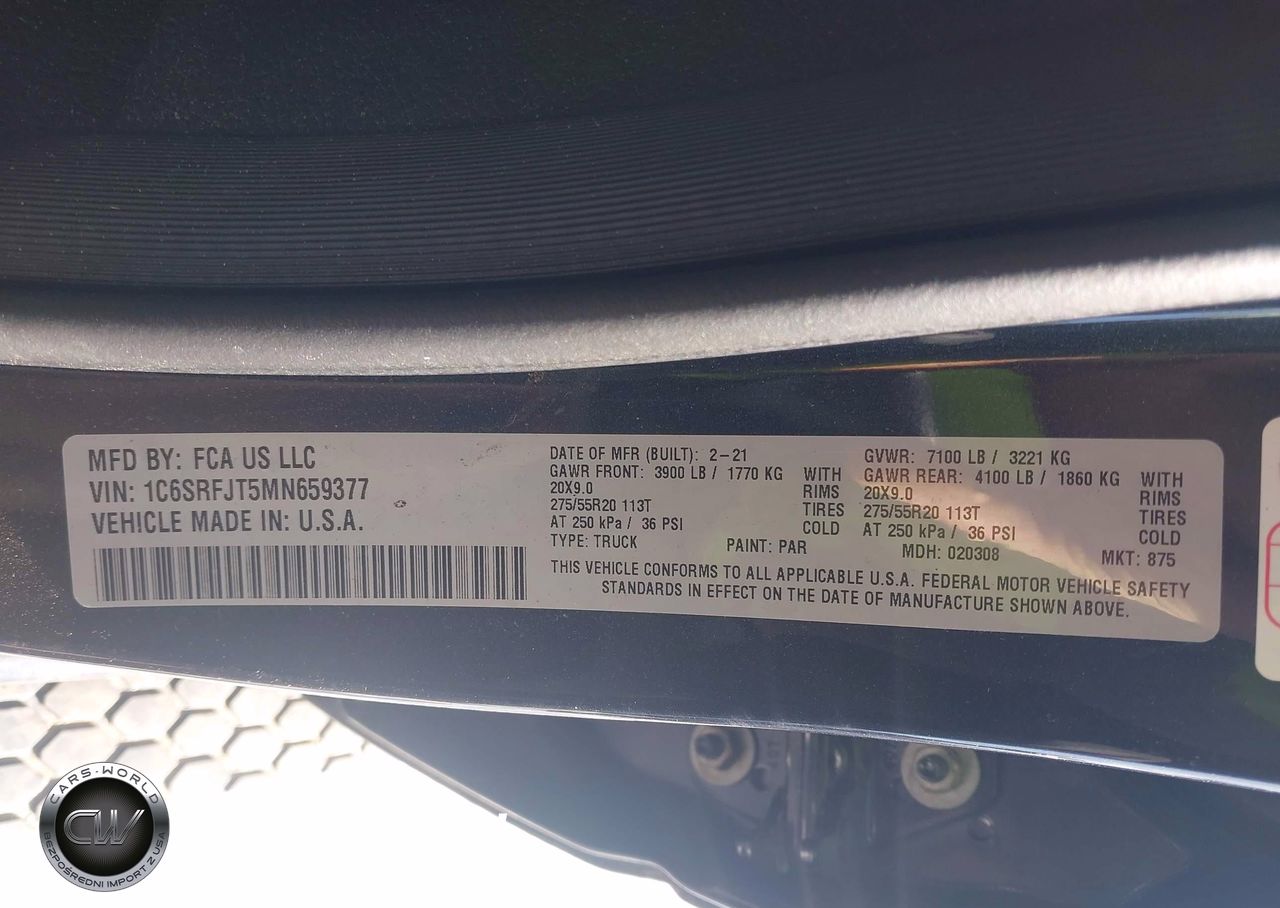 MFD BY: FCA US LLC
VIN: 1C6SRFJT5MN659377
VEHICLE MADE IN: U.S.A.
DATE OF MFR (BUILT): 2-21
GVWR: 7100 LB / 3221 KG
GAWR FRONT: 3900 LB / 1770 KG WITH
GAWR REAR: 4100 LB / 1860 KG WITH
20X9.0 RIMS
20X9.0 RIMS
275/55R20 113T TIRES
275/55R20 113T TIRES
AT 250 kPa / 36 PSI COLD
AT 250 kPa / 36 PSI COLD
TYPE: TRUCK PAINT: PAR MDH: 020308 MKT: 875
THIS VEHICLE CONFORMS TO ALL APPLICABLE U.S.A. FEDERAL MOTOR VEHICLE SAFETY
STANDARDS IN EFFECT ON THE DATE OF MANUFACTURE SHOWN ABOVE.
CARS-WORLD
CW
BEZPOŚREDNI IMPORT Z USA